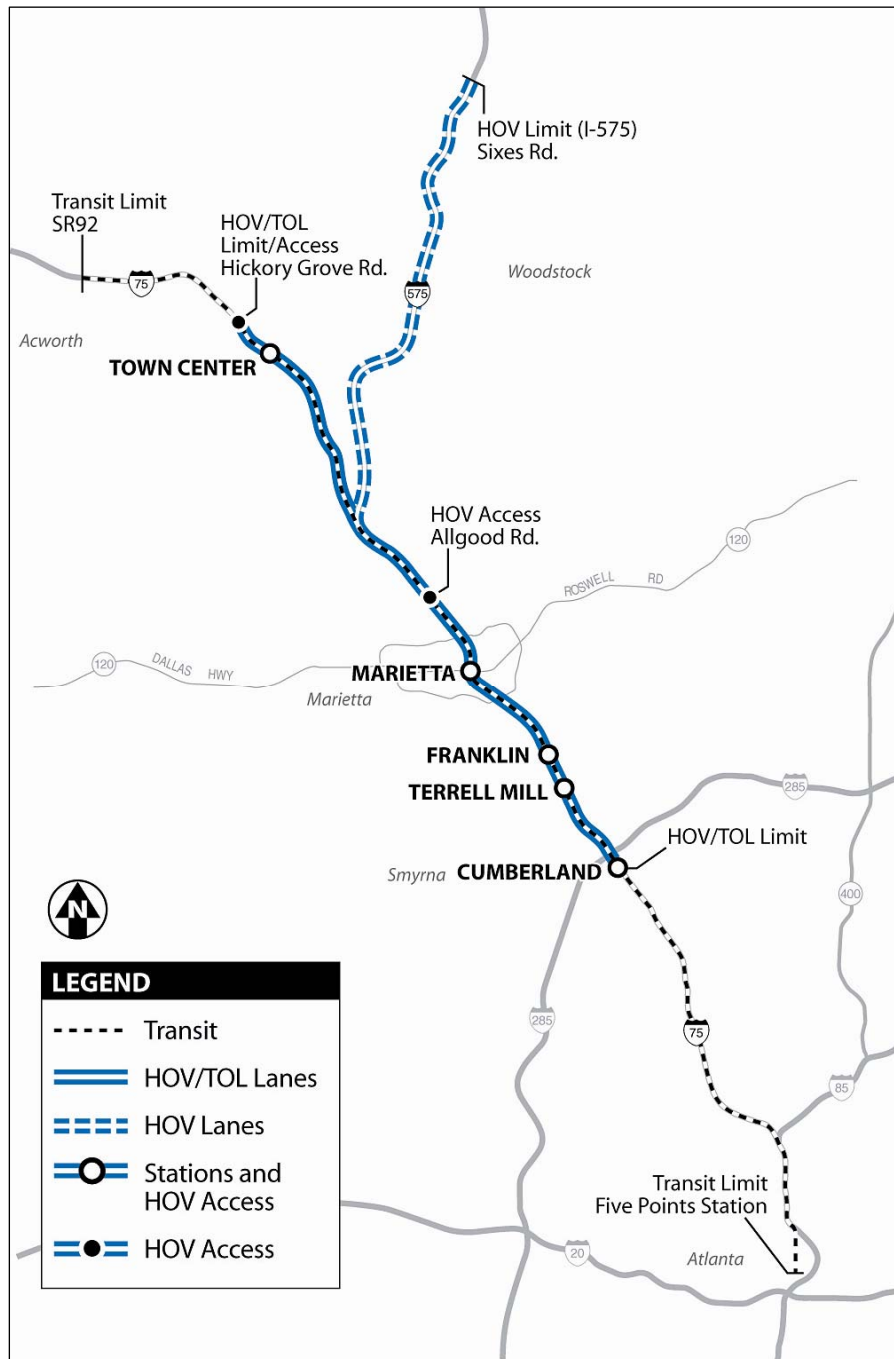 HOV Limit (I-575)
Sixes Rd.
Transit Limit
SR92
HOV/TOL
Limit/Access
Hickory Grove Rd.
Woodstock
75
575
Acworth
TOWN CENTER
HOV Access
Allgood Rd.
120
ROSWELL RD
120
DALLAS HWY
MARIETTA
Marietta
FRANKLIN
TERRELL MILL
285
HOV/TOL Limit
CUMBERLAND
Smyrna
400
N
LEGEND
Transit
HOV/TOL Lanes
HOV Lanes
Stations and
HOV Access
HOV Access
285
75
85
Transit Limit
Five Points Station
20
Atlanta